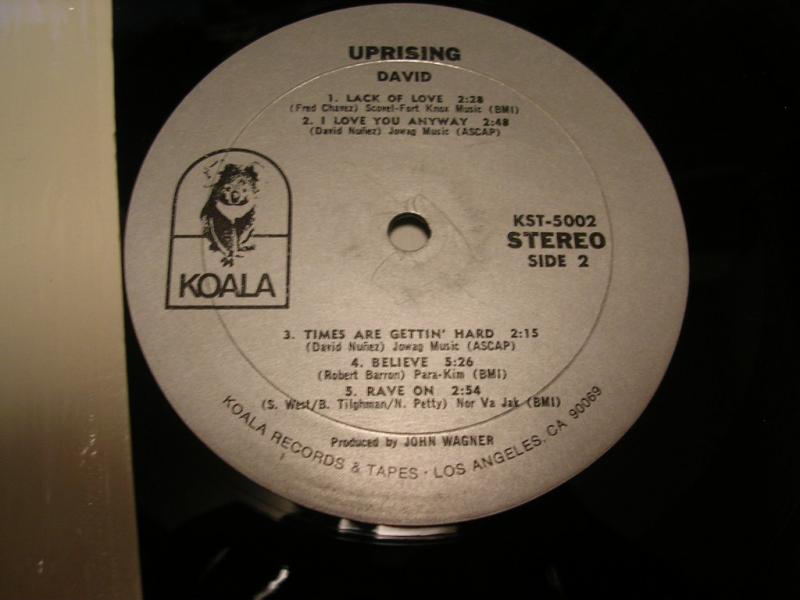 UPRISING
DAVID
1. LACK OF LOVE 2:28
(Fred Chavez) Scovel-Fort Knox Music (BMI)
2. I LOVE YOU ANYWAY 2:48
(David Nuñez) Jowag Music (ASCAP)
KOALA
KST-5002
STEREO
SIDE 2
3. TIMES ARE GETTIN' HARD 2:15
(David Nuñez) Jowag Music (ASCAP)
4. BELIEVE 5:26
(Robert Barron) Para-Kim (BMI)
5. RAVE ON 2:54
(S. West/B. Tilghman/N. Petty) Nor Va Jak (BMI)
Produced by JOHN WAGNER
KOALA RECORDS & TAPES · LOS ANGELES, CA 90069